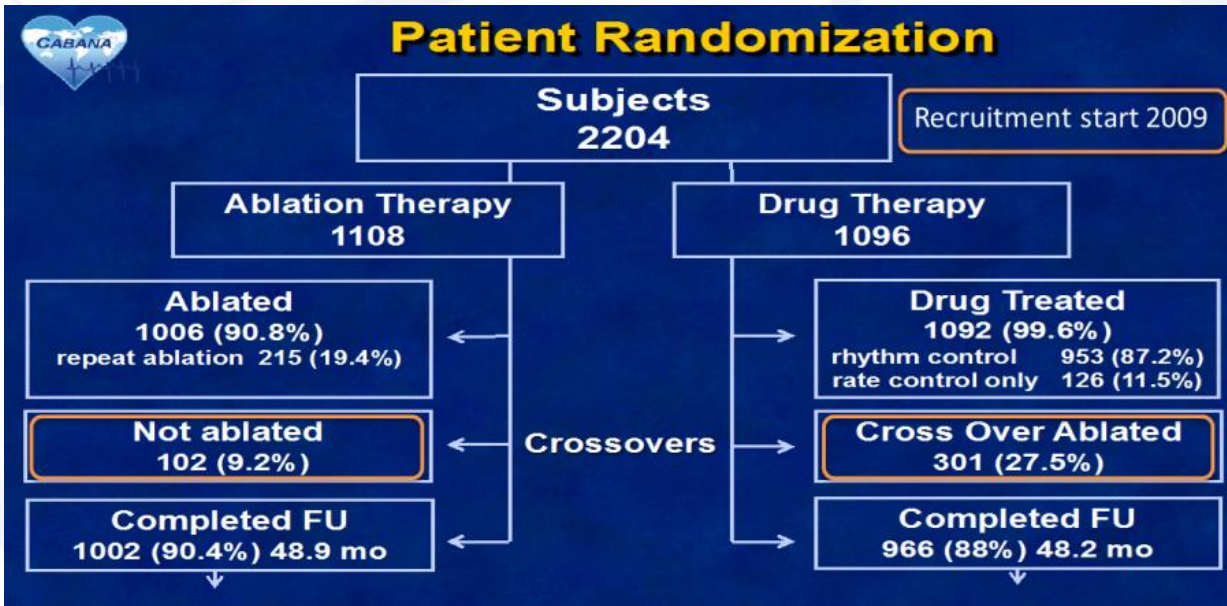 CABANA
Patient Randomization
Subjects
2204
Recruitment start 2009
Ablation Therapy
1108
Drug Therapy
1096
Ablated
1006 (90.8%)
repeat ablation 215 (19.4%)
Drug Treated
1092 (99.6%)
rhythm control 953 (87.2%)
rate control only 126 (11.5%)
Not ablated
102 (9.2%)
Crossovers
Cross Over Ablated
301 (27.5%)
Completed FU
1002 (90.4%) 48.9 mo
Completed FU
966 (88%) 48.2 mo